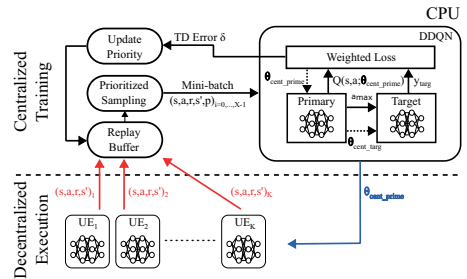 CPU
DDQN
Centralized
Training
Update
Priority
TD Error δ
Weighted Loss
θcent_prime
Q(s,a;θcent_prime)
ytarg
Prioritized
Sampling
Mini-batch
(s,a,r,s',p)i=0,...,X-1
Primary
amax
Target
θcent_targ
Replay
Buffer
Decentralized
Execution
(s,a,r,s')1
(s,a,r,s')2
(s,a,r,s')K
θcent_prime
UE1
UE2
UEK